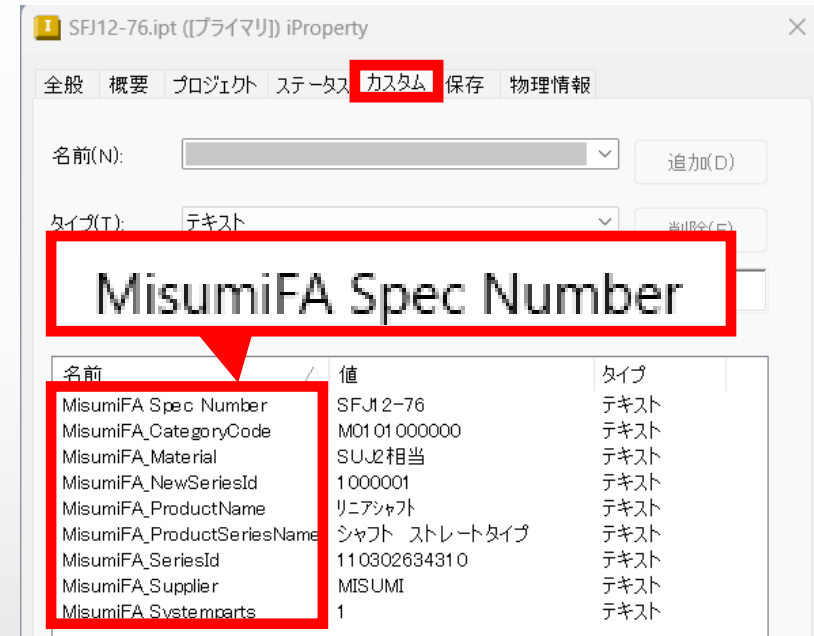 SFJ12-76.ipt ([プライマリ]) iProperty
全般 概要 プロジェクト ステータス カスタム 保存 物理情報
名前(N):
追加(D)
タイプ(T): テキスト 削除(E)
MisumiFA Spec Number
名前 値 タイプ
MisumiFA Spec Number SFJ12-76 テキスト
MisumiFA_CategoryCode M0101000000 テキスト
MisumiFA_Material SUJ2相当 テキスト
MisumiFA_NewSeriesId 1000001 テキスト
MisumiFA_ProductName リニアシャフト テキスト
MisumiFA_ProductSeriesName シャフト ストレートタイプ テキスト
MisumiFA_SeriesId 110302634310 テキスト
MisumiFA_Supplier MISUMI テキスト
MisumiFA_Systemparts 1 テキスト